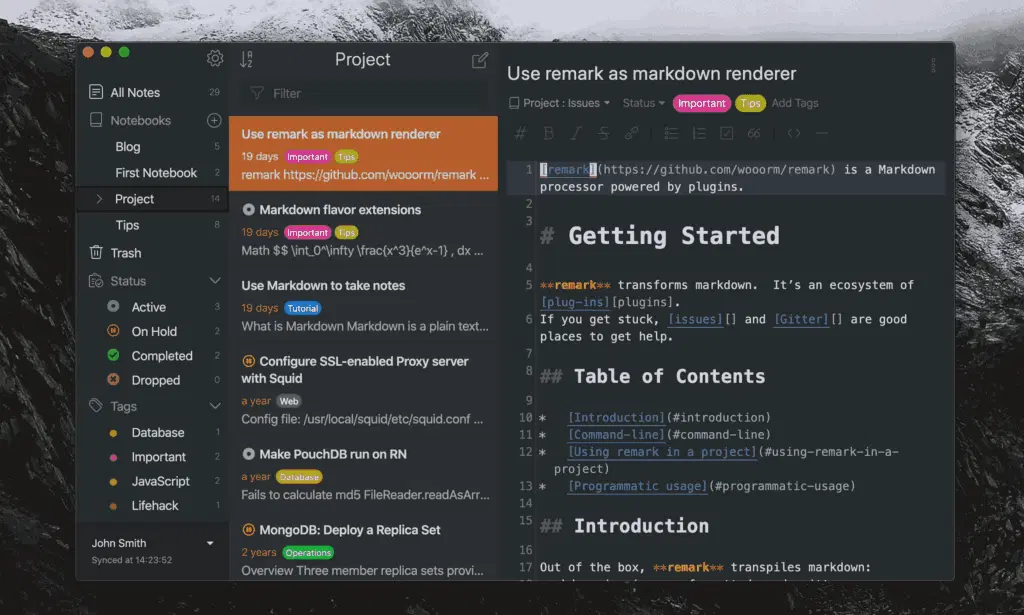 All Notes 29
Notebooks
Blog 5
First Notebook 2
Project 14
Tips 8
Trash
Status
Active 3
On Hold 2
Completed 2
Dropped 0
Tags
Database 1
Important 2
JavaScript 2
Lifehack 1
John Smith
Synced at 14:23:52
Project
Filter
Use remark as markdown renderer
19 days Important Tips
remark https://github.com/wooorm/remark ...
Markdown flavor extensions
19 days Important Tips
Math $$ \int_0^\infty \frac{x^3}{e^x-1} , dx ...
Use Markdown to take notes
19 days Tutorial
What is Markdown Markdown is a plain text...
Configure SSL-enabled Proxy server
with Squid
a year Web
Config file: /usr/local/squid/etc/squid.conf ...
Make PouchDB run on RN
a year Database
Fails to calculate md5 FileReader.readAsArr...
MongoDB: Deploy a Replica Set
2 years Operations
Overview Three member replica sets provi...
Use remark as markdown renderer
Project : Issues Status Important Tips Add Tags
1 [remark](https://github.com/wooorm/remark) is a Markdown
processor powered by plugins.
2
3 # Getting Started
4
5 **remark** transforms markdown.  It's an ecosystem of
[plug-ins][plugins].
6 If you get stuck, [issues][] and [Gitter][] are good
places to get help.
7
8 ## Table of Contents
9
10 *   [Introduction](#introduction)
11 *   [Command-line](#command-line)
12 *   [Using remark in a project](#using-remark-in-a-
project)
13 *   [Programmatic usage](#programmatic-usage)
14
15 ## Introduction
16
17 Out of the box, **remark** transpiles markdown: